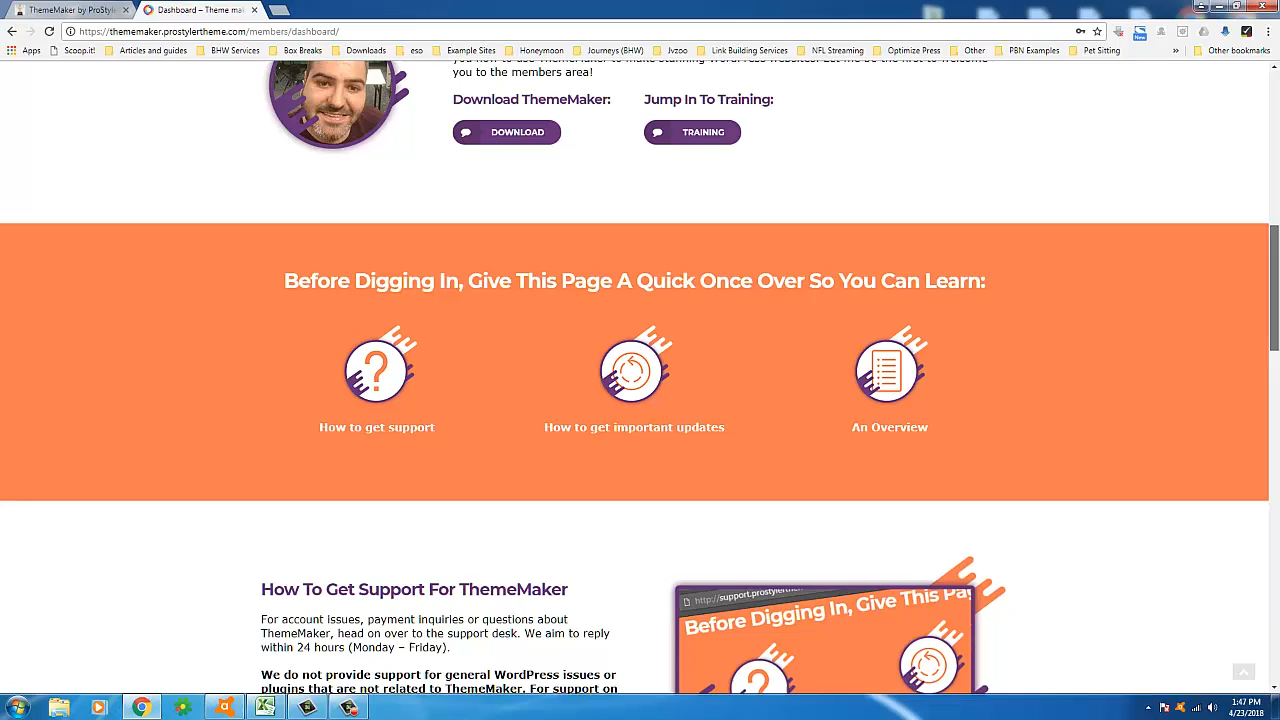 ThemeMaker by ProStyle
Dashboard – Theme mak
https://thememaker.prostylertheme.com/members/dashboard/
Apps
Scoop.it!
Articles and guides
BHW Services
Box Breaks
Downloads
eso
Example Sites
Honeymoon
Journeys (BHW)
Jvzoo
Link Building Services
NFL Streaming
Optimize Press
Other
PBN Examples
Pet Sitting
»
Other bookmarks
New
you to the members area!
Download ThemeMaker:
Jump In To Training:
DOWNLOAD
TRAINING
Before Digging In, Give This Page A Quick Once Over So You Can Learn:
How to get support
How to get important updates
An Overview
How To Get Support For ThemeMaker
For account issues, payment inquiries or questions about
ThemeMaker, head on over to the support desk. We aim to reply
within 24 hours (Monday – Friday).
We do not provide support for general WordPress issues or
plugins that are not related to ThemeMaker. For support on
http://support.prostylerthem
Before Digging In, Give This Pag
1:47 PM
4/23/2018